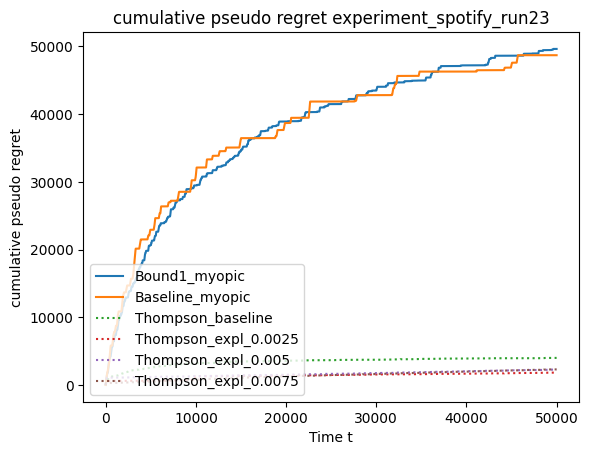 cumulative pseudo regret experiment_spotify_run23
50000
40000
30000
20000
10000
0
cumulative pseudo regret
Bound1_myopic
Baseline_myopic
Thompson_baseline
Thompson_expl_0.0025
Thompson_expl_0.005
Thompson_expl_0.0075
0 10000 20000 30000 40000 50000
Time t